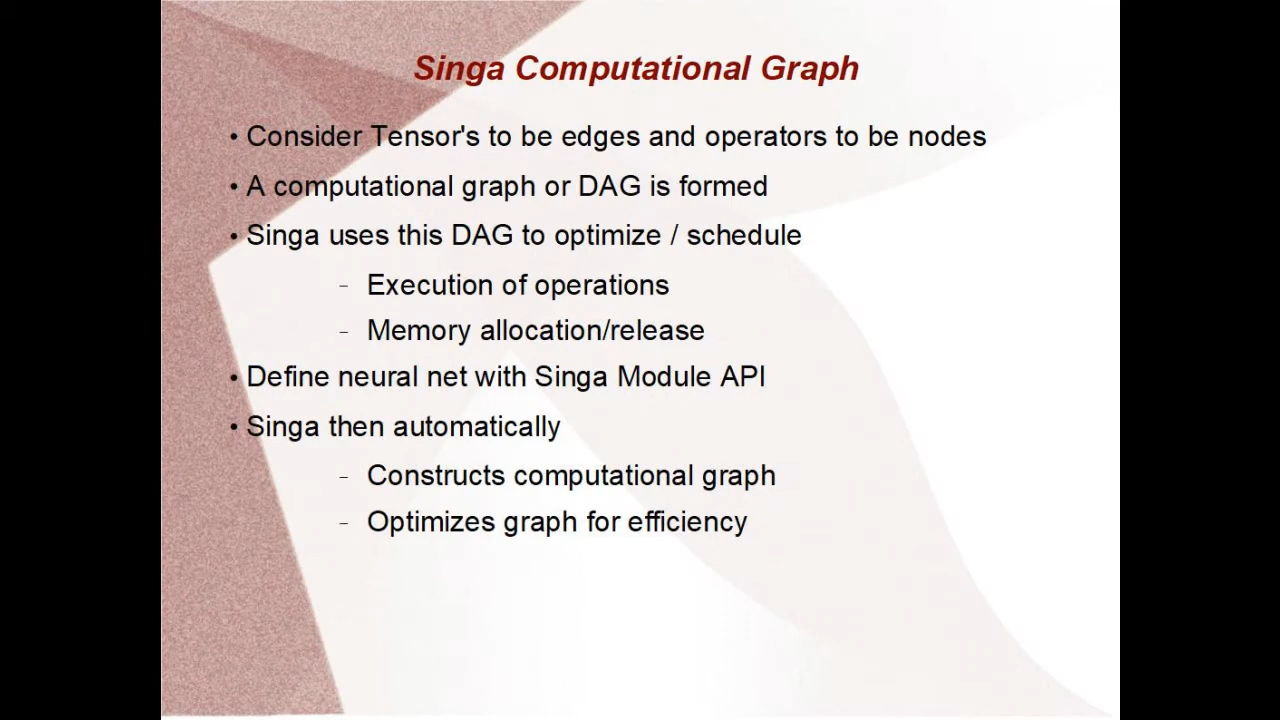 Singa Computational Graph
• Consider Tensor's to be edges and operators to be nodes
• A computational graph or DAG is formed
• Singa uses this DAG to optimize / schedule
– Execution of operations
– Memory allocation/release
• Define neural net with Singa Module API
• Singa then automatically
– Constructs computational graph
– Optimizes graph for efficiency